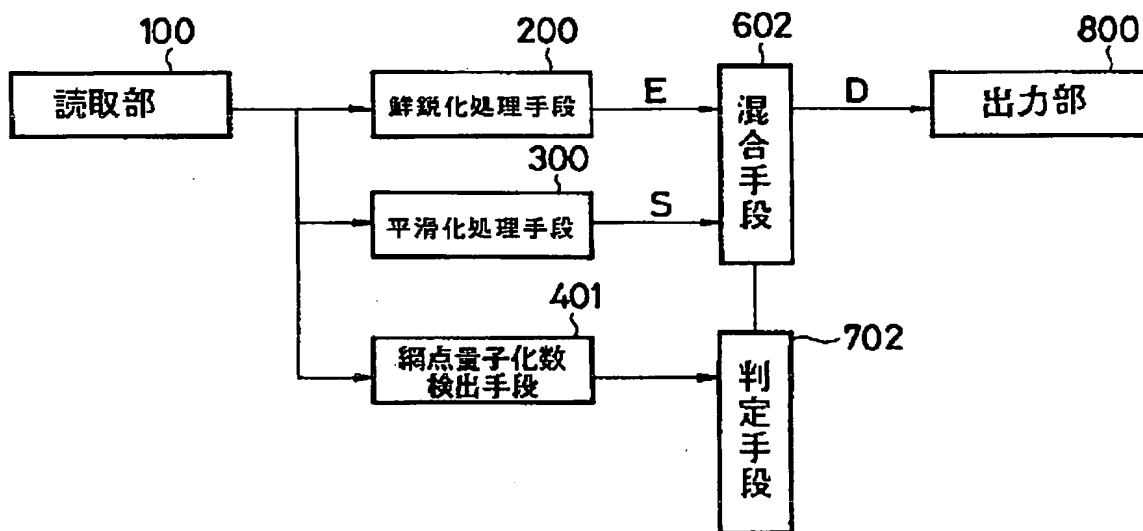 100
読取部
200
鮮鋭化処理手段
E
300
平滑化処理手段
S
401
網点量子化数
検出手段
602
混合手段
702
判定手段
D
800
出力部